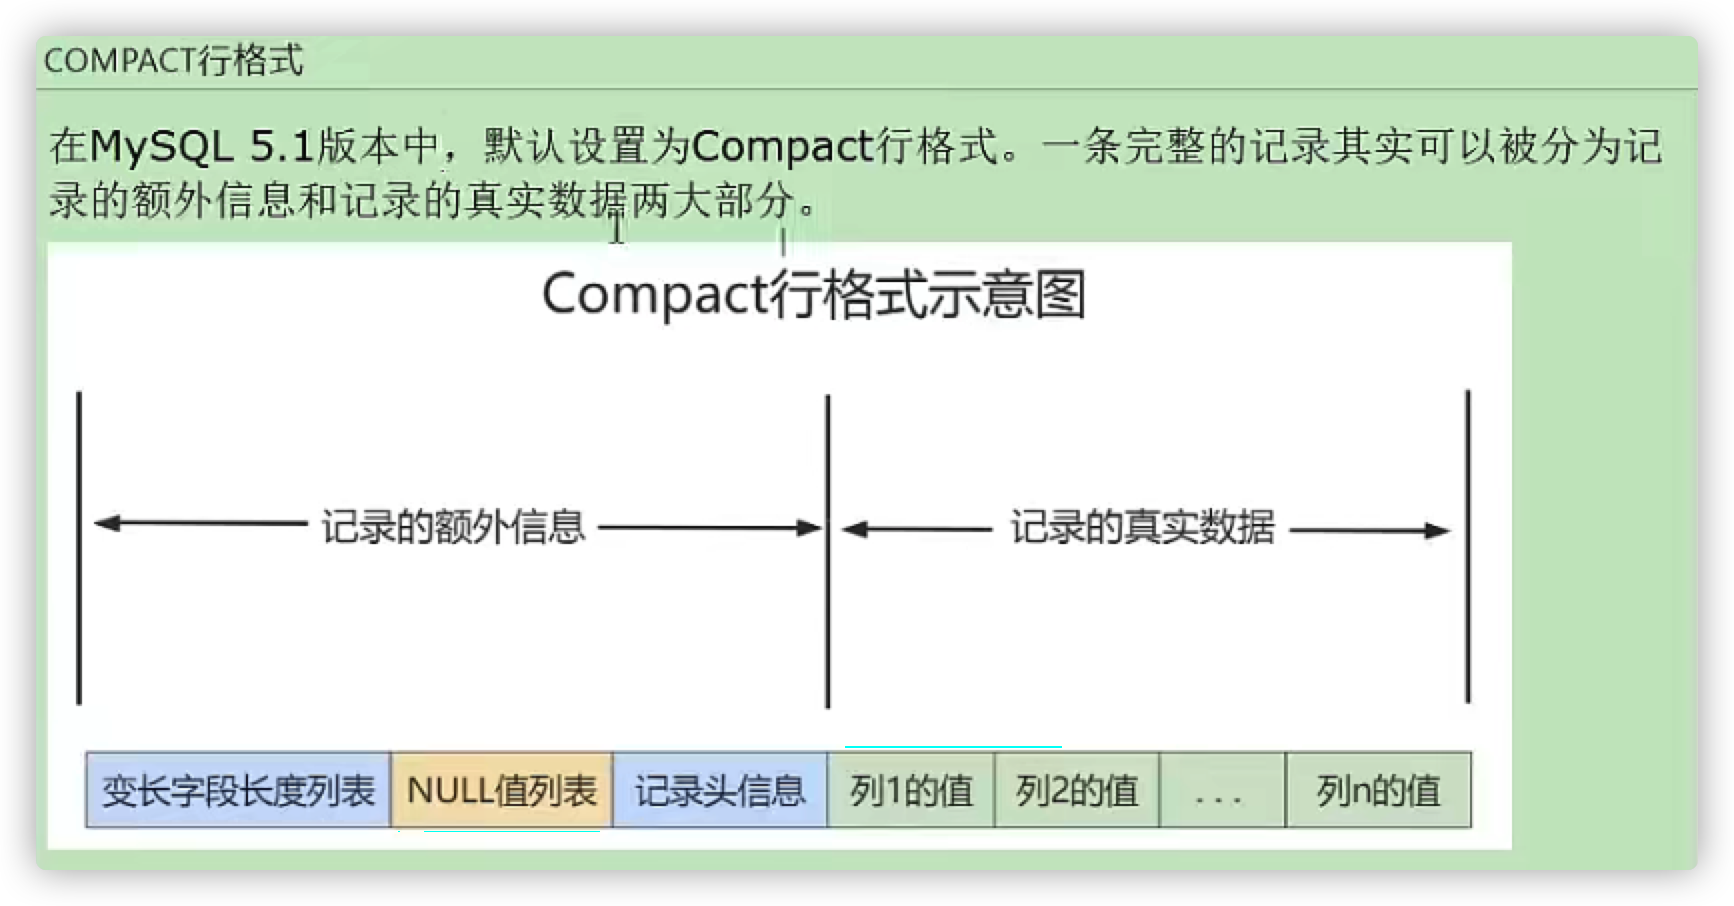 COMPACT行格式
在MySQL 5.1版本中，默认设置为Compact行格式。一条完整的记录其实可以被分为记
录的额外信息和记录的真实数据两大部分。
Compact行格式示意图
记录的额外信息 记录的真实数据
变长字段长度列表 NULL值列表 记录头信息 列1的值 列2的值 ... 列n的值